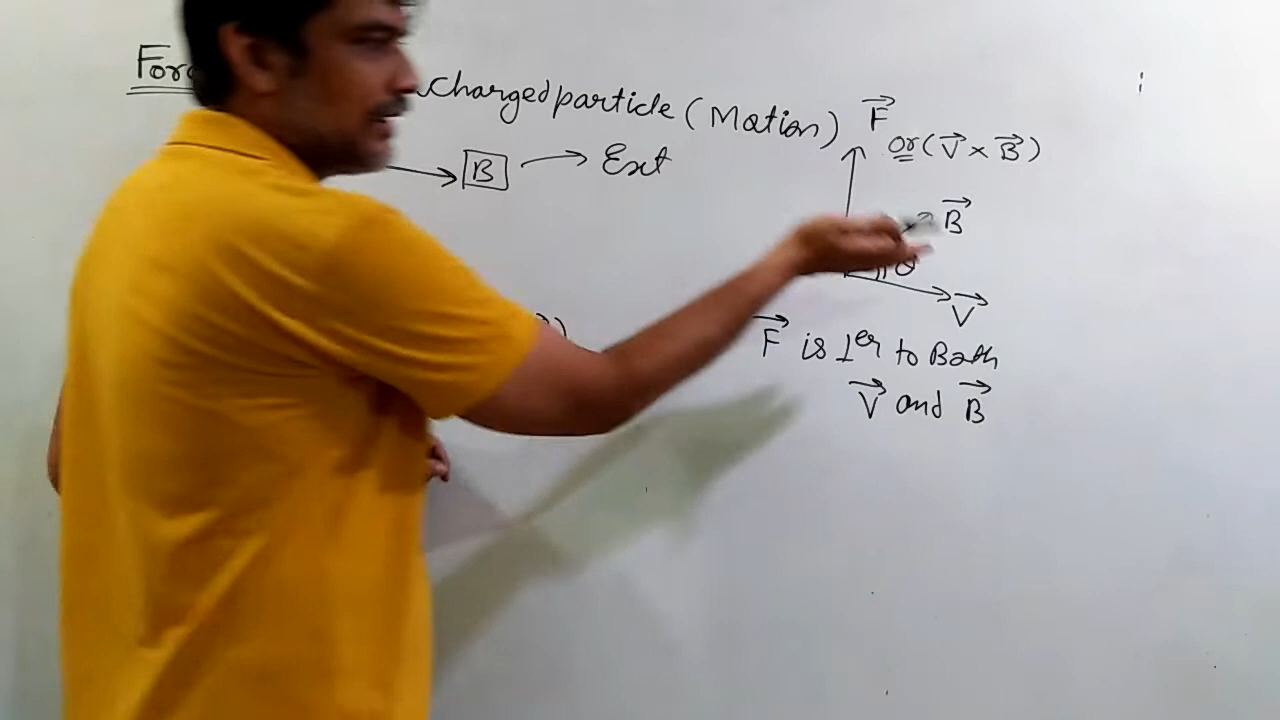 Forc charged particle (Motion)
F⃗
or (V⃗ × B⃗)
B → Ext
B⃗
θ
V⃗
F⃗ is ⊥er to Both
V⃗ and B⃗